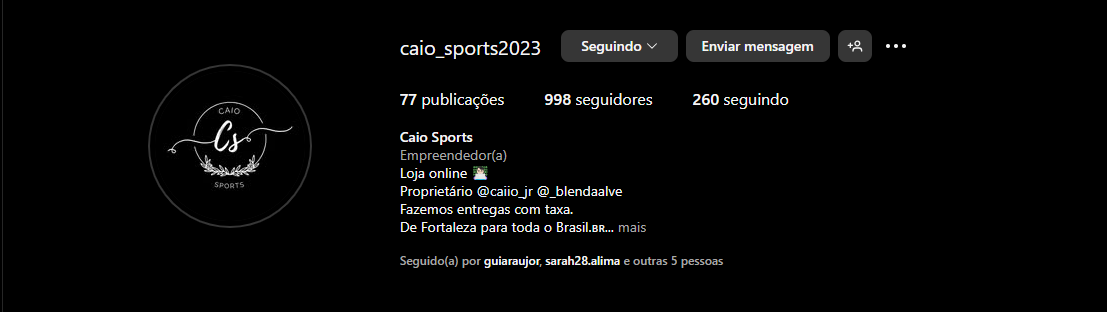 caio_sports2023 Seguindo Enviar mensagem
77 publicações 998 seguidores 260 seguindo
CAIO
Cs
SPORTS
Caio Sports
Empreendedor(a)
Loja online
Proprietário @caiio_jr @_blendaalve
Fazemos entregas com taxa.
De Fortaleza para toda o Brasil.ʙʀ... mais
Seguido(a) por guiaraujor, sarah28.alima e outras 5 pessoas